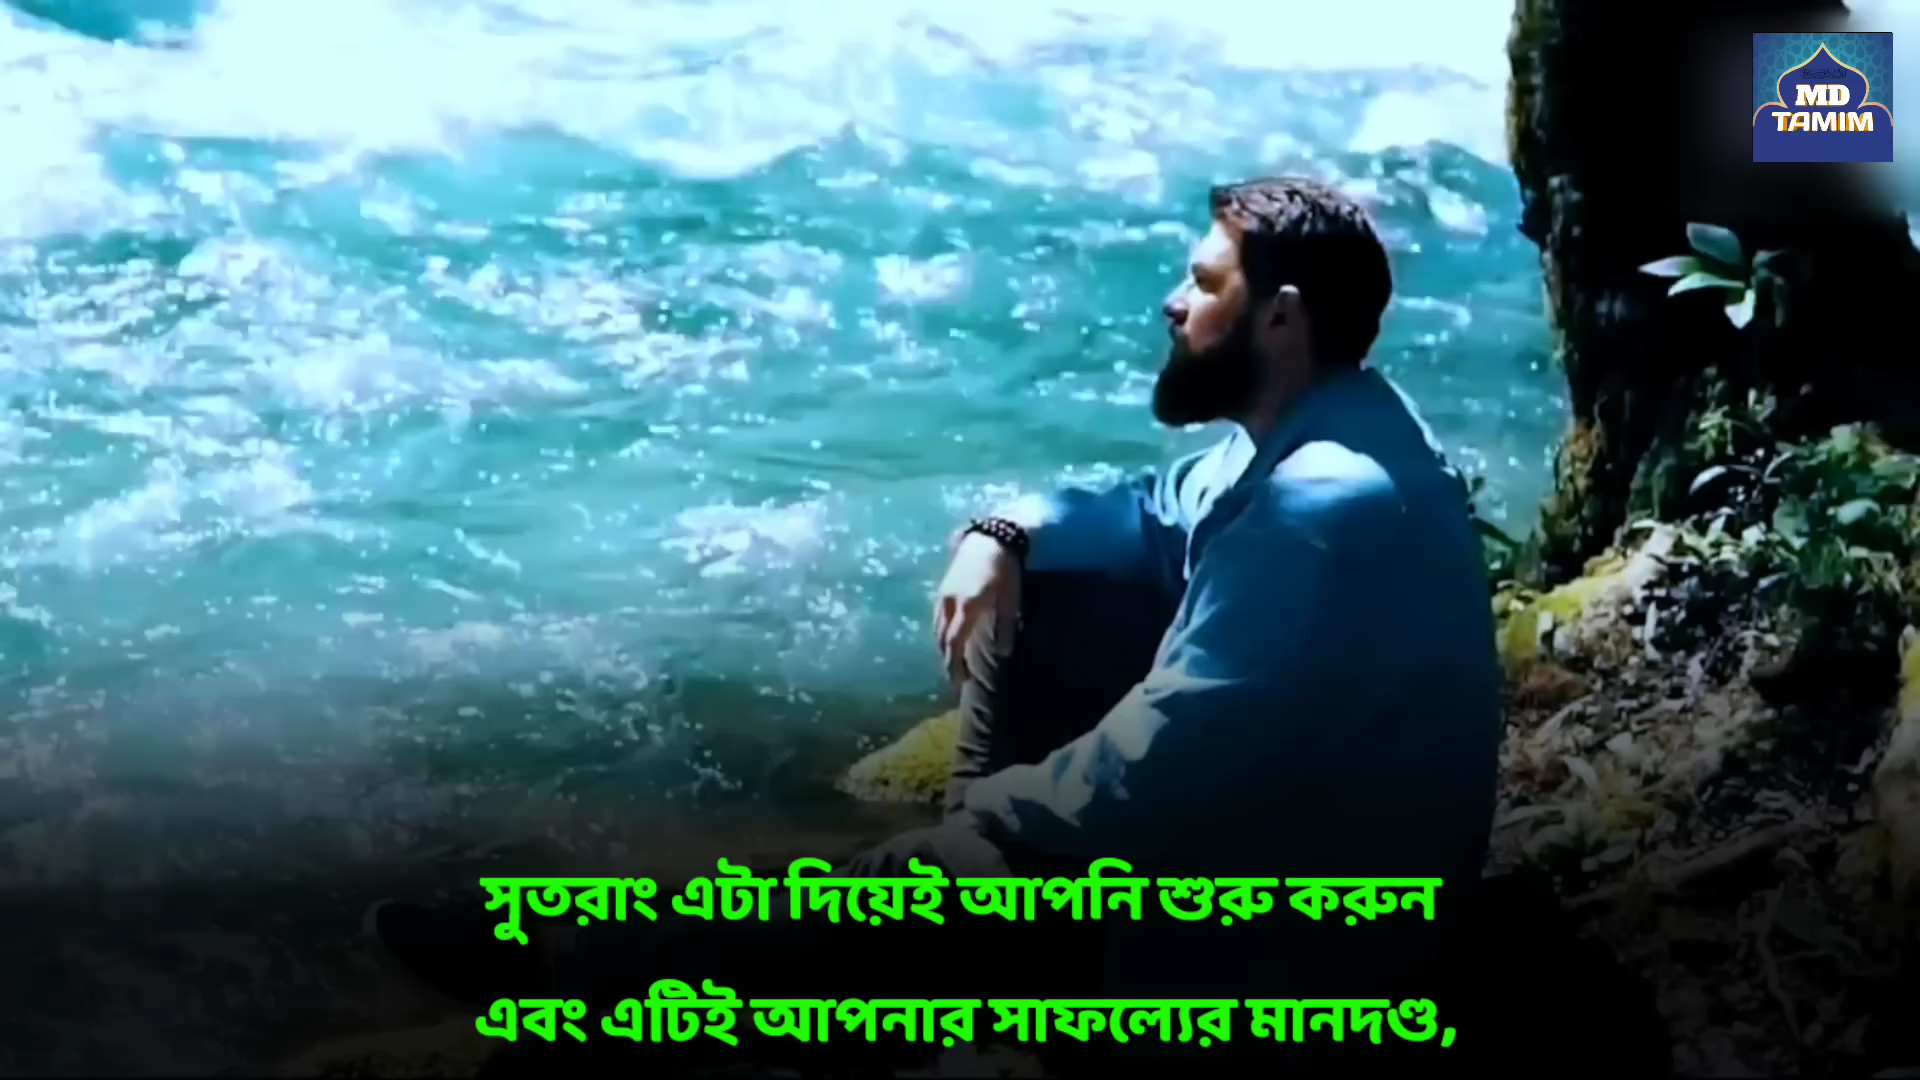 MD
TAMIM
সুতরাং এটা দিয়েই আপনি শুরু করুন
এবং এটিই আপনার সাফল্যের মানদণ্ড,